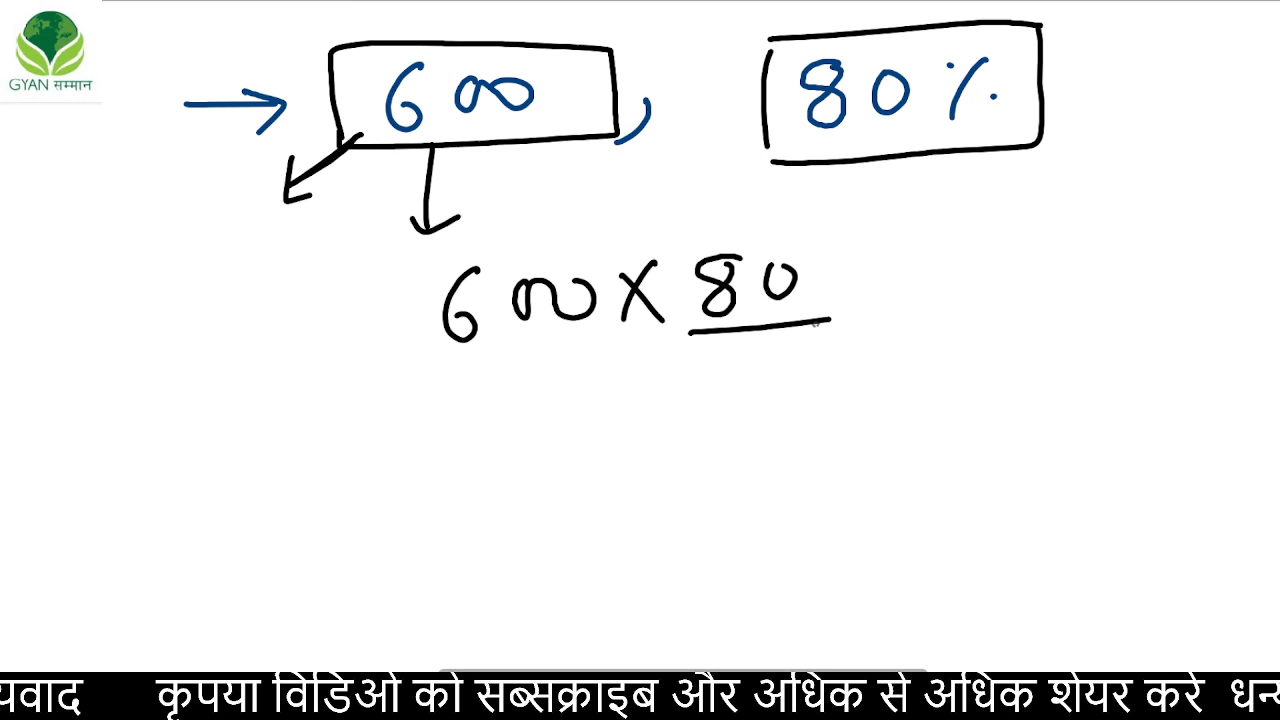 GYAN सम्मान
600, 80%
600 X 80
यवाद कृपया विडिओ को सब्सक्राइब और अधिक से अधिक शेयर करे धन्